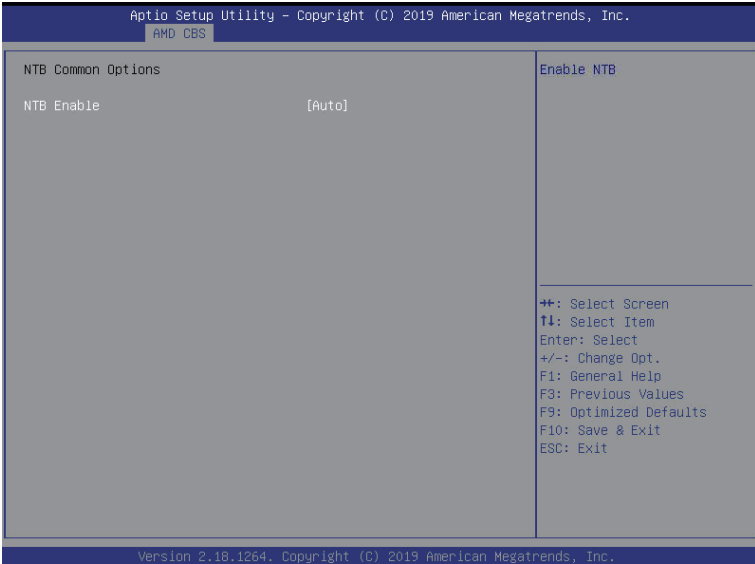 Aptio Setup Utility – Copyright (C) 2019 American Megatrends, Inc.
AMD CBS
NTB Common Options
NTB Enable [Auto]
Enable NTB
→←: Select Screen
↑↓: Select Item
Enter: Select
+/-: Change Opt.
F1: General Help
F3: Previous Values
F9: Optimized Defaults
F10: Save & Exit
ESC: Exit
Version 2.18.1264. Copyright (C) 2019 American Megatrends, Inc.